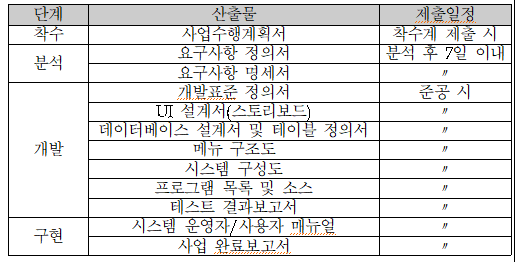 단계 산출물 제출일정
착수 사업수행계획서 착수계 제출 시
분석 요구사항 정의서 분석 후 7일 이내
요구사항 명세서 〃
개발 개발표준 정의서 준공 시
UI 설계서(스토리보드) 〃
데이터베이스 설계서 및 테이블 정의서 〃
메뉴 구조도 〃
시스템 구성도 〃
프로그램 목록 및 소스 〃
테스트 결과보고서 〃
구현 시스템 운영자/사용자 메뉴얼 〃
사업 완료보고서 〃